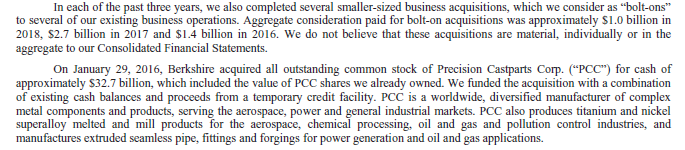 In each of the past three years, we also completed several smaller-sized business acquisitions, which we consider as “bolt-ons”
to several of our existing business operations. Aggregate consideration paid for bolt-on acquisitions was approximately $1.0 billion in
2018, $2.7 billion in 2017 and $1.4 billion in 2016. We do not believe that these acquisitions are material, individually or in the
aggregate to our Consolidated Financial Statements.
On January 29, 2016, Berkshire acquired all outstanding common stock of Precision Castparts Corp. (“PCC”) for cash of
approximately $32.7 billion, which included the value of PCC shares we already owned. We funded the acquisition with a combination
of existing cash balances and proceeds from a temporary credit facility. PCC is a worldwide, diversified manufacturer of complex
metal components and products, serving the aerospace, power and general industrial markets. PCC also produces titanium and nickel
superalloy melted and mill products for the aerospace, chemical processing, oil and gas and pollution control industries, and
manufactures extruded seamless pipe, fittings and forgings for power generation and oil and gas applications.